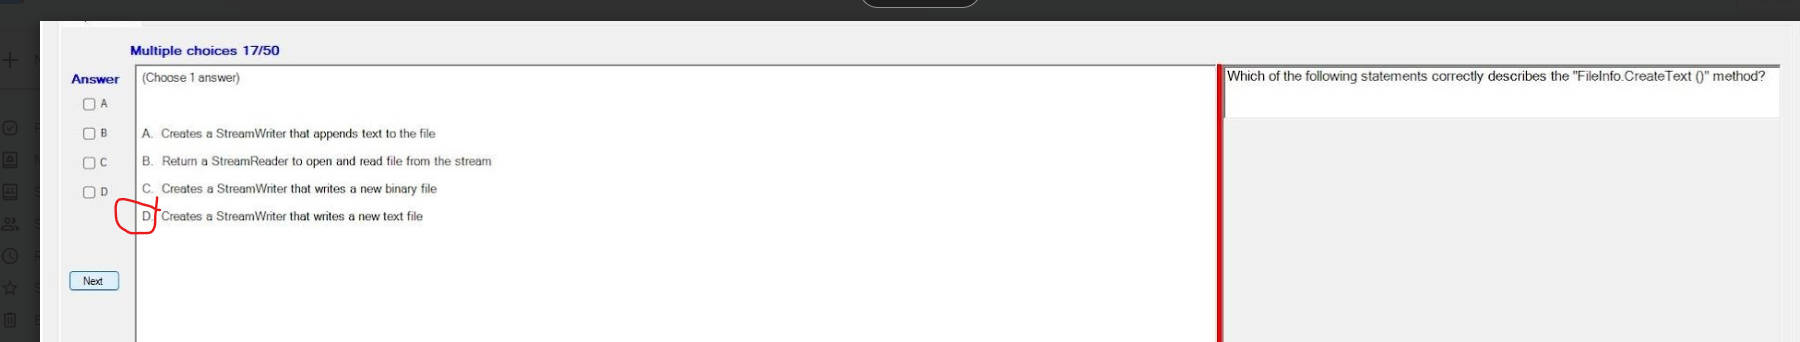 Multiple choices 17/50
Answer
(Choose 1 answer)
Which of the following statements correctly describes the "FileInfo.CreateText ()" method?
A
B
C
D
A. Creates a StreamWriter that appends text to the file
B. Return a StreamReader to open and read file from the stream
C. Creates a StreamWriter that writes a new binary file
D. Creates a StreamWriter that writes a new text file
Next